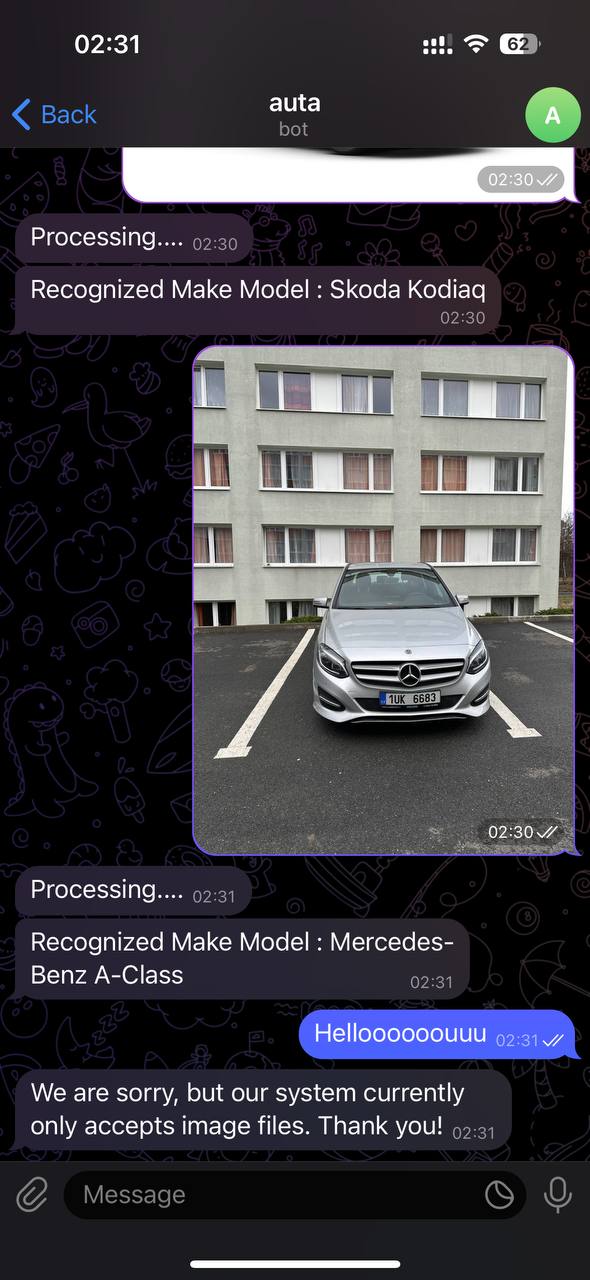 02:31
62
Back
auta
bot
A
02:30
Processing.... 02:30
Recognized Make Model : Skoda Kodiaq
02:30
1UK 6683
02:30
Processing.... 02:31
Recognized Make Model : Mercedes-
Benz A-Class 02:31
Helloooooouuu 02:31
We are sorry, but our system currently
only accepts image files. Thank you! 02:31
Message